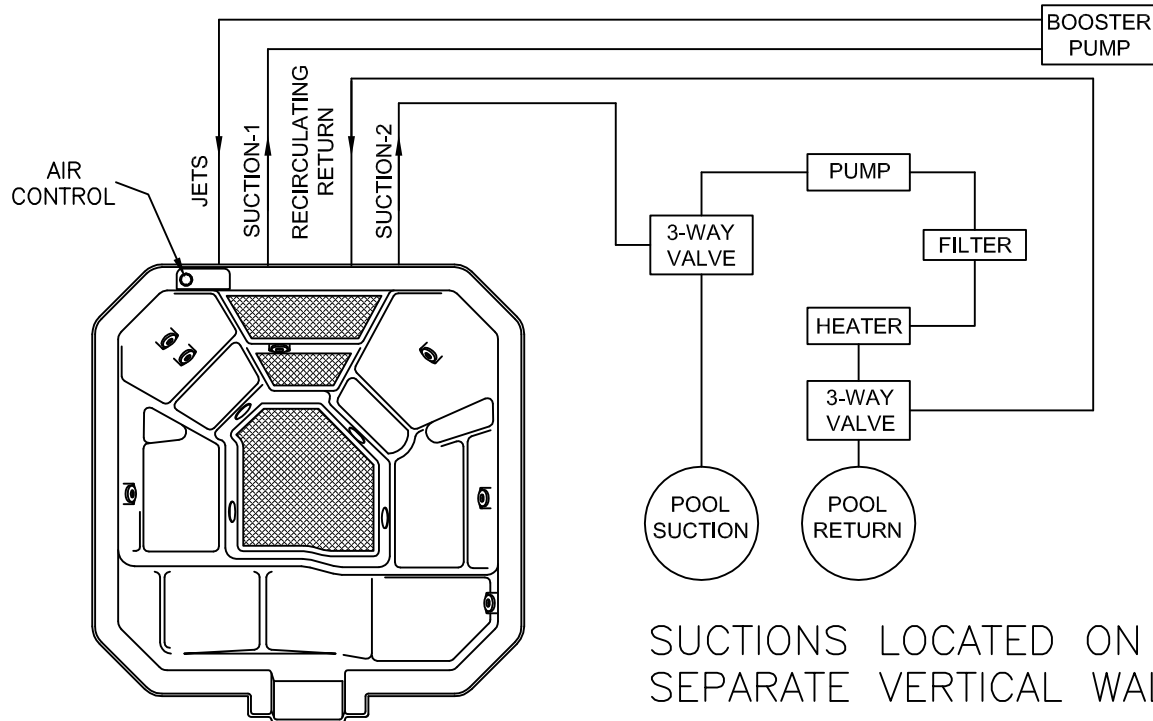 BOOSTER
PUMP
JETS
SUCTION-1
RECIRCULATING
RETURN
SUCTION-2
AIR
CONTROL
PUMP
3-WAY
VALVE
FILTER
HEATER
3-WAY
VALVE
POOL
SUCTION
POOL
RETURN
SUCTIONS LOCATED ON
SEPARATE VERTICAL